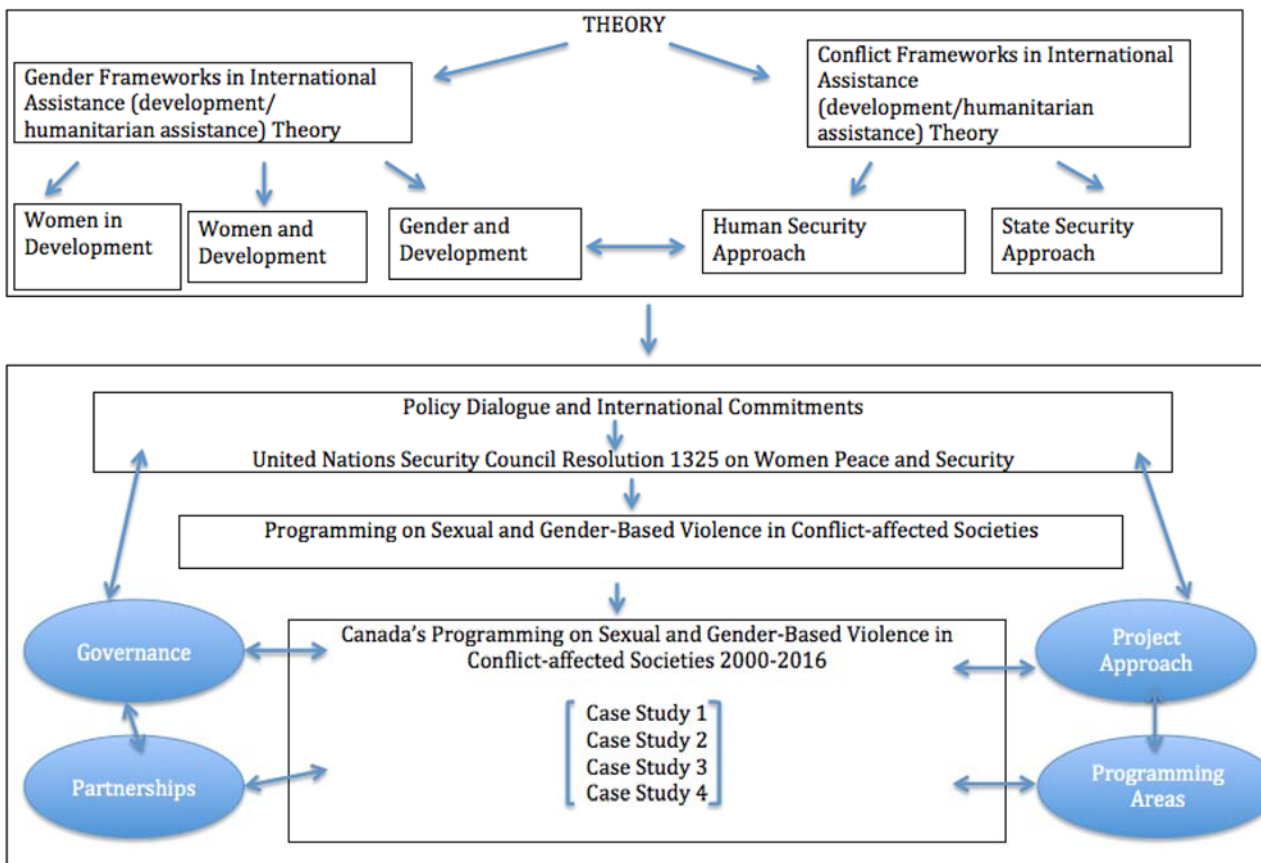 THEORY
Gender Frameworks in International
Assistance (development/
humanitarian assistance) Theory
Conflict Frameworks in International
Assistance
(development/humanitarian
assistance) Theory
Women in
Development
Women and
Development
Gender and
Development
Human Security
Approach
State Security
Approach
Policy Dialogue and International Commitments
United Nations Security Council Resolution 1325 on Women Peace and Security
Programming on Sexual and Gender-Based Violence in Conflict-affected Societies
Governance
Canada's Programming on Sexual and Gender-Based Violence in
Conflict-affected Societies 2000-2016
Project
Approach
Case Study 1
Case Study 2
Case Study 3
Case Study 4
Partnerships
Programming
Areas